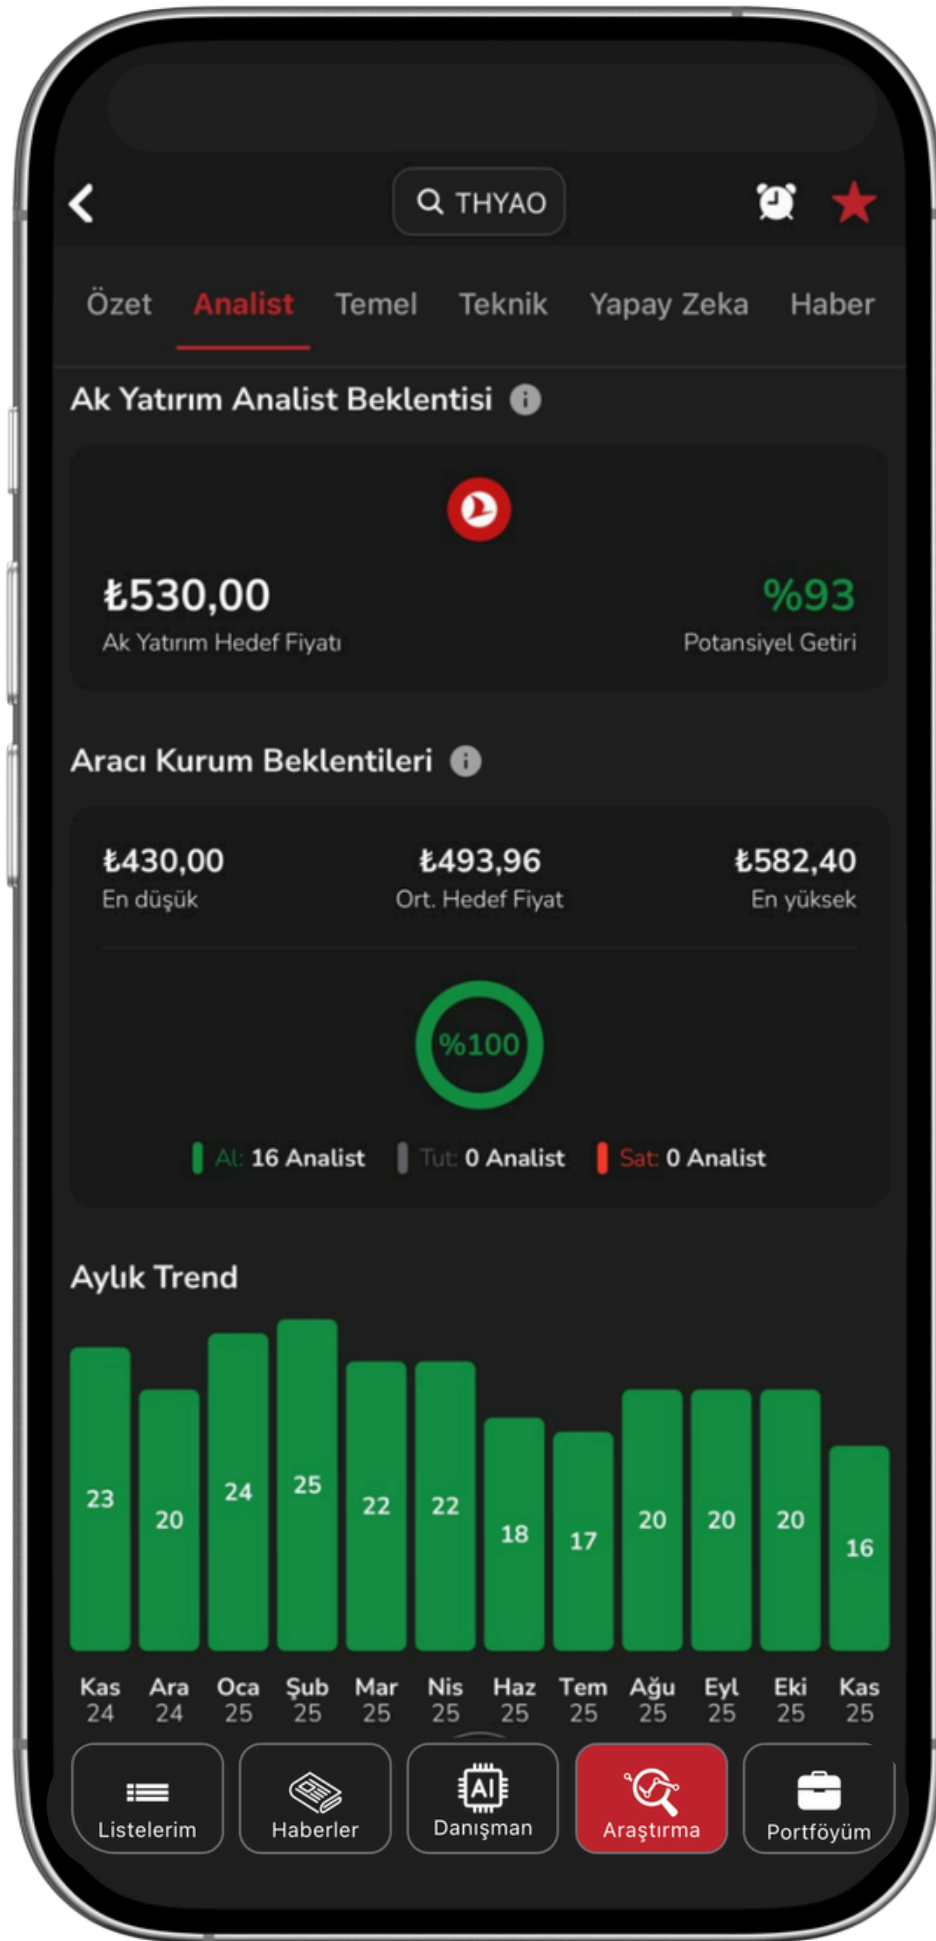 THYAO
Özet Analist Temel Teknik Yapay Zeka Haber
Ak Yatırım Analist Beklentisi i
₺530,00 %93
Ak Yatırım Hedef Fiyatı Potansiyel Getiri
Aracı Kurum Beklentileri i
₺430,00 ₺493,96 ₺582,40
En düşük Ort. Hedef Fiyat En yüksek
%100
Al: 16 Analist Tut: 0 Analist Sat: 0 Analist
Aylık Trend
23 20 24 25 22 22 18 17 20 20 20 16
Kas Ara Oca Şub Mar Nis Haz Tem Ağu Eyl Eki Kas
24 24 25 25 25 25 25 25 25 25 25 25
AI
Listelerim Haberler Danışman Araştırma Portföyüm